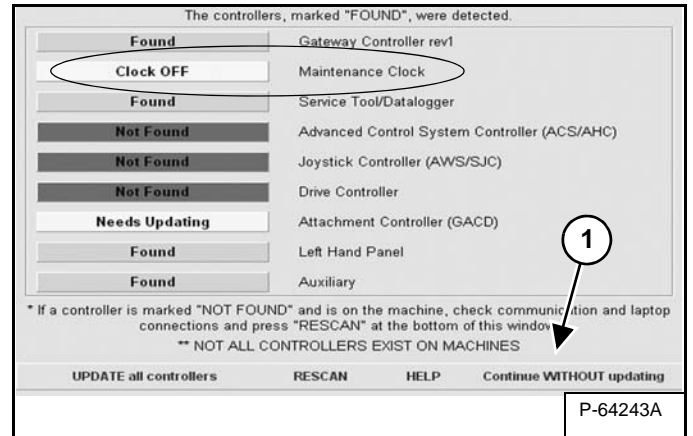 The controllers, marked "FOUND", were detected.
Found Gateway Controller rev1
Clock OFF Maintenance Clock
Found Service Tool/Datalogger
Not Found Advanced Control System Controller (ACS/AHC)
Not Found Joystick Controller (AWS/SJC)
Not Found Drive Controller
Needs Updating Attachment Controller (GACD)
Found Left Hand Panel
Found Auxiliary
1
* If a controller is marked "NOT FOUND" and is on the machine, check communication and laptop
connections and press "RESCAN" at the bottom of this window
** NOT ALL CONTROLLERS EXIST ON MACHINES
UPDATE all controllers RESCAN HELP Continue WITHOUT updating
P-64243A